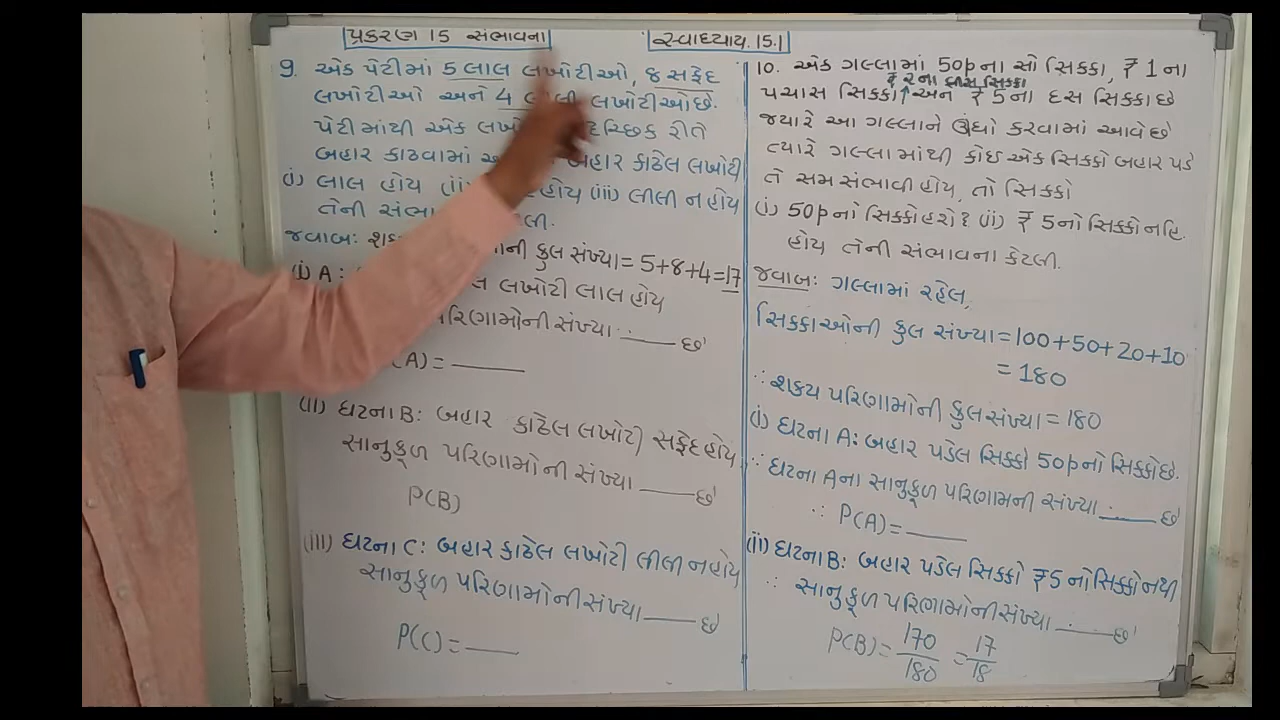 પ્રકરણ 15 સંભાવના
સ્વાધ્યાય 15.1
9. એક પેટીમાં 5 લાલ લખોટીઓ, 8 સફેદ
લખોટીઓ અને 4 લીલી લખોટીઓ છે.
પેટીમાંથી એક
રીતે
બહાર કાઢવામાં
બહાર કાઢેલ લખોટી
(i) લાલ હોય (ii)
હોય (iii) લીલી ન હોય
તેની
જવાબ:
કુલ સંખ્યા = 5+8+4=17
(i) A:
લખોટી લાલ હોય
પરિણામોની સંખ્યા ____ છે
(A) = ____
(ii) ઘટના B: બહાર કાઢેલ લખોટી સફેદ હોય
સાનુકૂળ પરિણામોની સંખ્યા ____ છે
P(B)
(iii) ઘટના C: બહાર કાઢેલ લખોટી લીલી ન હોય
સાનુકૂળ પરિણામોની સંખ્યા ____ છે
P(C) = ____
10. એક ગલ્લામાં 50p ના સો સિક્કા, ₹ 1 ના
₹ 2 ના વીસ સિક્કા
પચાસ સિક્કા, અને ₹ 5 ના દસ સિક્કા છે
જ્યારે આ ગલ્લાને ઊંધો કરવામાં આવે છે
ત્યારે ગલ્લામાંથી કોઇ એક સિક્કો બહાર પડે
તે સમસંભાવી હોય, તો સિક્કો
(i) 50p નો સિક્કો હશે? (ii) ₹ 5 નો સિક્કો નહિ.
હોય તેની સંભાવના કેટલી.
જવાબ: ગલ્લામાં રહેલ,
સિક્કાઓની કુલ સંખ્યા = 100+50+20+10
= 180
∴ શક્ય પરિણામોની કુલ સંખ્યા = 180
(i) ઘટના A: બહાર પડેલ સિક્કો 50p નો સિક્કો છે.
∴ ઘટના A ના સાનુકૂળ પરિણામની સંખ્યા ____ છે
∴ P(A) = ____
(ii) ઘટના B: બહાર પડેલ સિક્કો ₹ 5 નો સિક્કો નથી
∴ સાનુકૂળ પરિણામોની સંખ્યા ____ છે
P(B) = 170/180 = 17/18